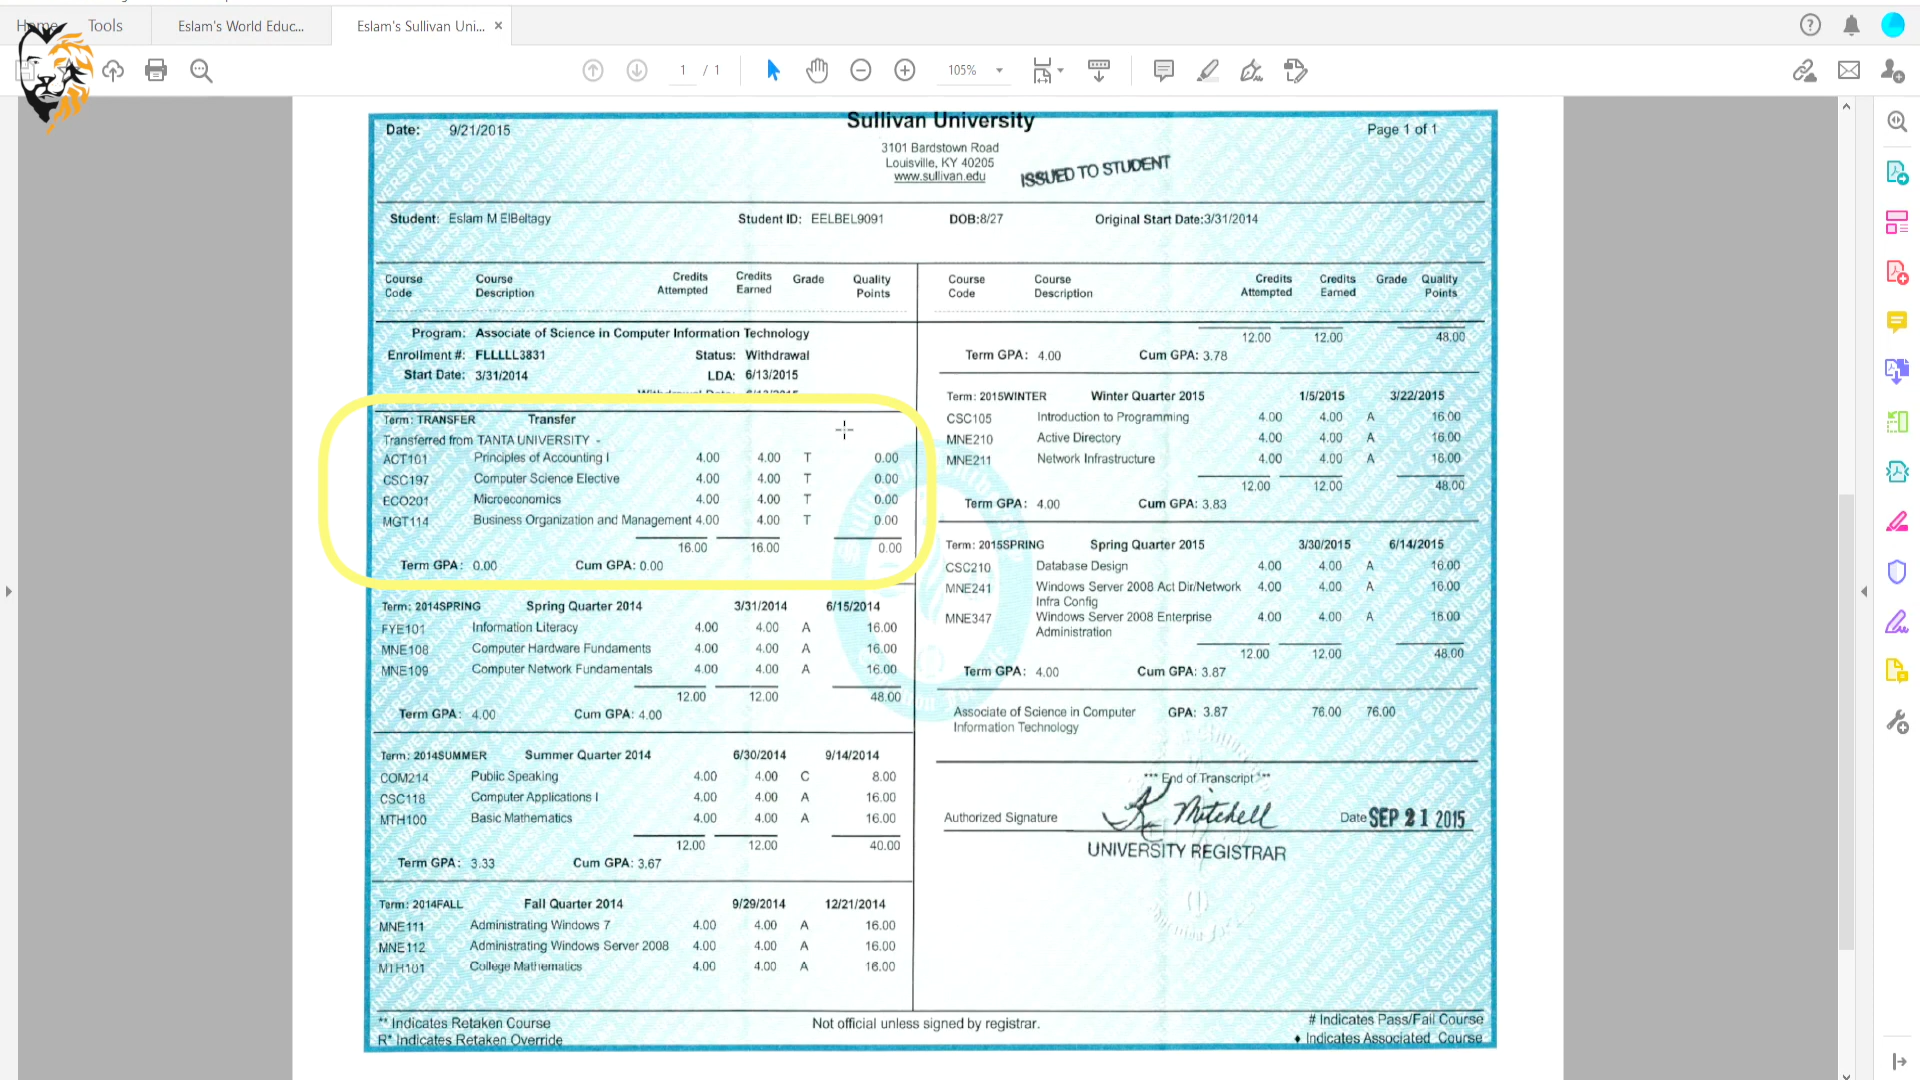 Home
Tools
Eslam's World Educ...
Eslam's Sullivan Uni...
1 / 1
105%
Date: 9/21/2015
Sullivan University
Page 1 of 1
3101 Bardstown Road
Louisville, KY 40205
www.sullivan.edu
ISSUED TO STUDENT
Student: Eslam M ElBeltagy Student ID: EELBEL9091 DOB:8/27 Original Start Date:3/31/2014
Course Code Course Description Credits Attempted Credits Earned Grade Quality Points
Program: Associate of Science in Computer Information Technology
Enrollment #: FLLLLL3831 Status: Withdrawal
Start Date: 3/31/2014 LDA: 6/13/2015
Term: TRANSFER Transfer
Transferred from TANTA UNIVERSITY -
ACT101 Principles of Accounting I 4.00 4.00 T 0.00
CSC197 Computer Science Elective 4.00 4.00 T 0.00
ECO201 Microeconomics 4.00 4.00 T 0.00
MGT114 Business Organization and Management 4.00 4.00 T 0.00
16.00 16.00 0.00
Term GPA: 0.00 Cum GPA: 0.00
Term: 2014SPRING Spring Quarter 2014 3/31/2014 6/15/2014
FYE101 Information Literacy 4.00 4.00 A 16.00
MNE108 Computer Hardware Fundaments 4.00 4.00 A 16.00
MNE109 Computer Network Fundamentals 4.00 4.00 A 16.00
12.00 12.00 48.00
Term GPA: 4.00 Cum GPA: 4.00
Term: 2014SUMMER Summer Quarter 2014 6/30/2014 9/14/2014
COM214 Public Speaking 4.00 4.00 C 8.00
CSC118 Computer Applications I 4.00 4.00 A 16.00
MTH100 Basic Mathematics 4.00 4.00 A 16.00
12.00 12.00 40.00
Term GPA: 3.33 Cum GPA: 3.67
Term: 2014FALL Fall Quarter 2014 9/29/2014 12/21/2014
MNE111 Administrating Windows 7 4.00 4.00 A 16.00
MNE112 Administrating Windows Server 2008 4.00 4.00 A 16.00
MTH101 College Mathematics 4.00 4.00 A 16.00
Course Code Course Description Credits Attempted Credits Earned Grade Quality Points
12.00 12.00 48.00
Term GPA: 4.00 Cum GPA: 3.78
Term: 2015WINTER Winter Quarter 2015 1/5/2015 3/22/2015
CSC105 Introduction to Programming 4.00 4.00 A 16.00
MNE210 Active Directory 4.00 4.00 A 16.00
MNE211 Network Infrastructure 4.00 4.00 A 16.00
12.00 12.00 48.00
Term GPA: 4.00 Cum GPA: 3.83
Term: 2015SPRING Spring Quarter 2015 3/30/2015 6/14/2015
CSC210 Database Design 4.00 4.00 A 16.00
MNE241 Windows Server 2008 Act Dir/Network 4.00 4.00 A 16.00
Infra Config
MNE347 Windows Server 2008 Enterprise 4.00 4.00 A 16.00
Administration
12.00 12.00 48.00
Term GPA: 4.00 Cum GPA: 3.87
Associate of Science in Computer GPA: 3.87 76.00 76.00
Information Technology
*** End of Transcript ***
Authorized Signature K Mitchell Date SEP 21 2015
UNIVERSITY REGISTRAR
** Indicates Retaken Course
R* Indicates Retaken Override
Not official unless signed by registrar.
# Indicates Pass/Fail Course
♦ Indicates Associated Course